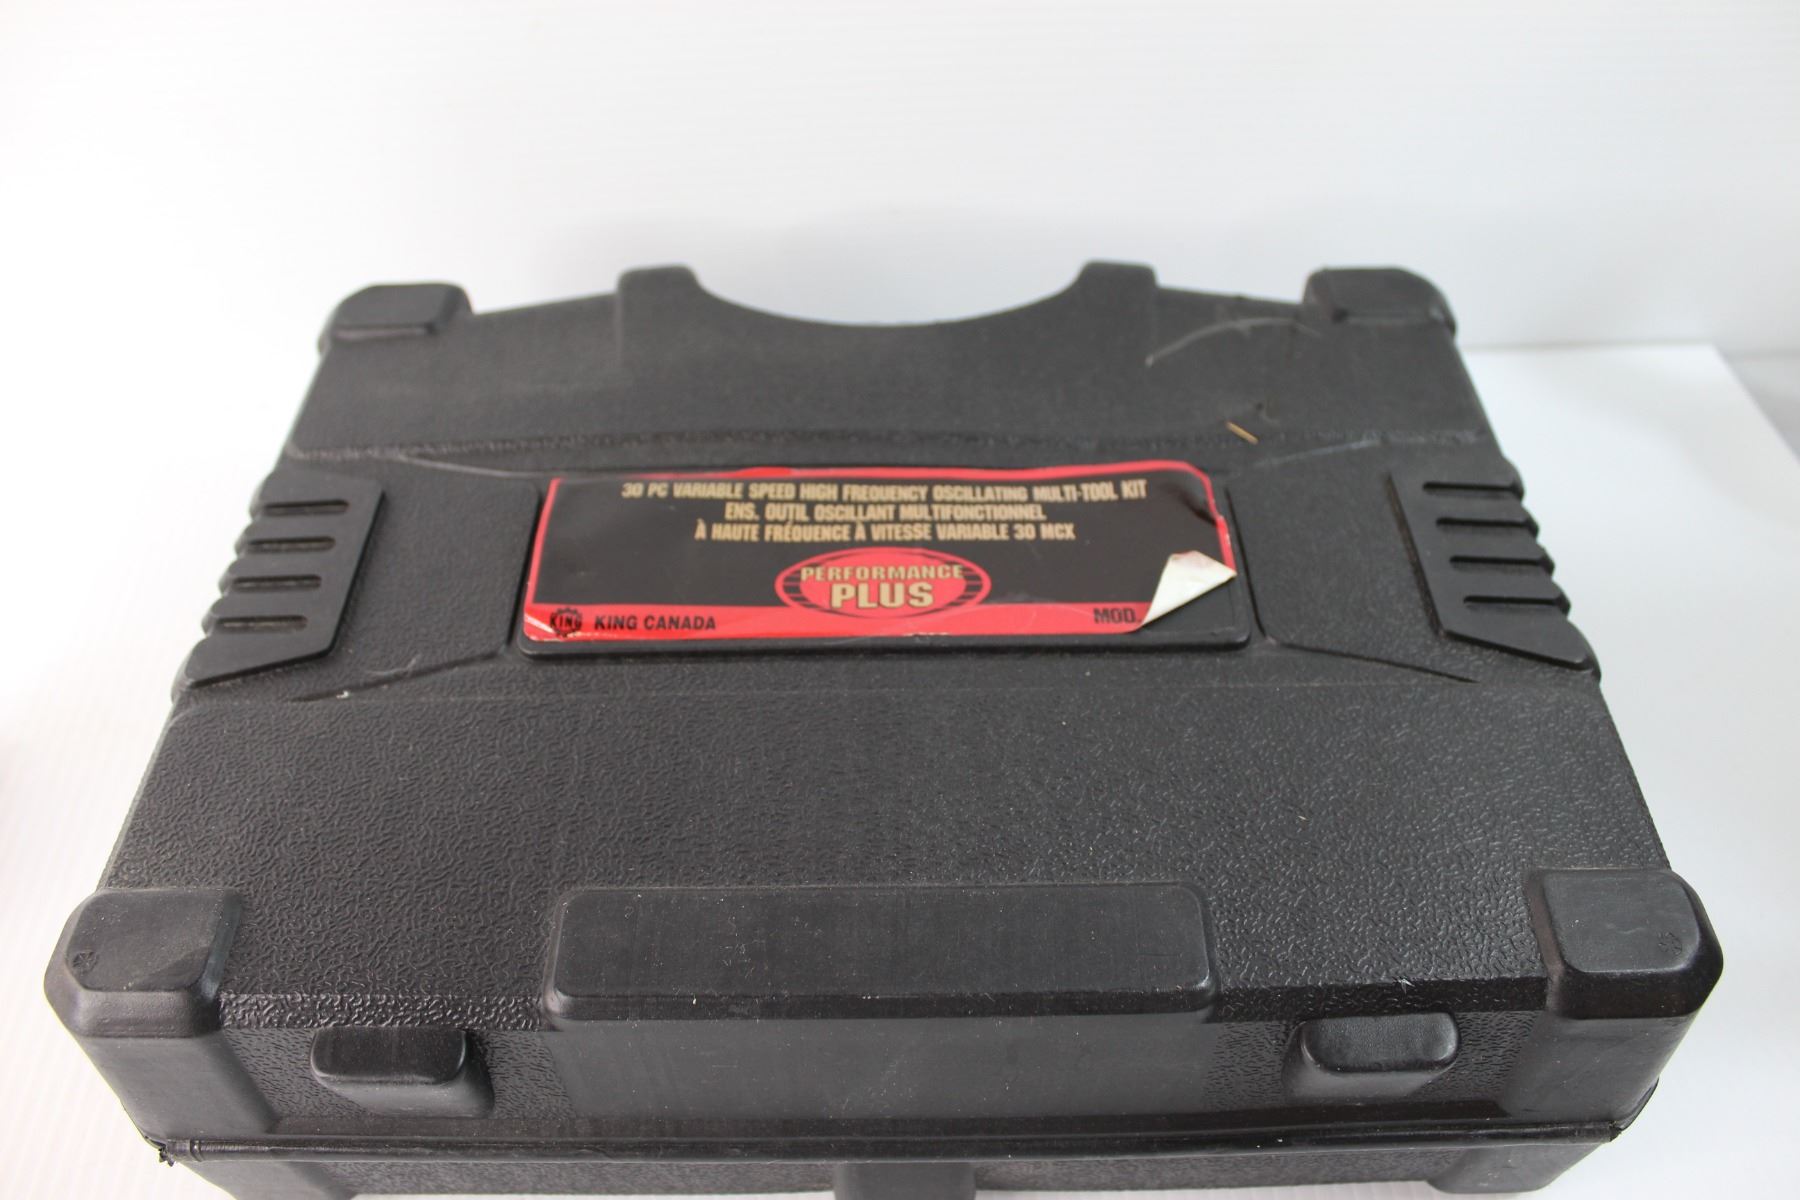 30 PC VARIABLE SPEED HIGH FREQUENCY OSCILLATING MULTI-TOOL KIT
ENS. OUTIL OSCILLANT MULTIFONCTIONNEL
À HAUTE FRÉQUENCE À VITESSE VARIABLE 30 MCX
PERFORMANCE
PLUS
KING KING CANADA MOD.